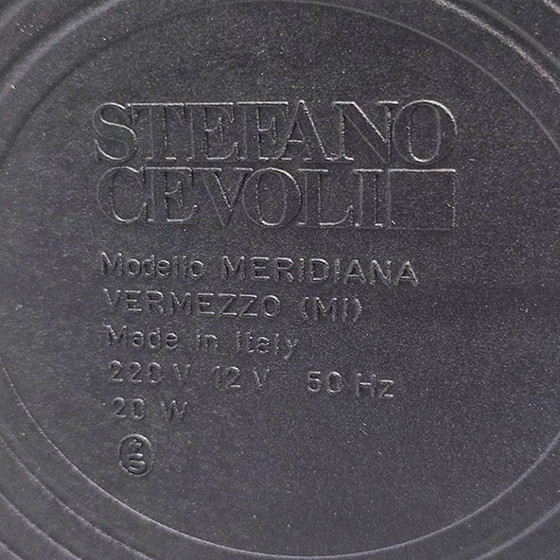 STEFANO
CEVOLI
Modello MERIDIANA
VERMEZZO (MI)
Made in Italy
220 V 12 V 50 Hz
20 W